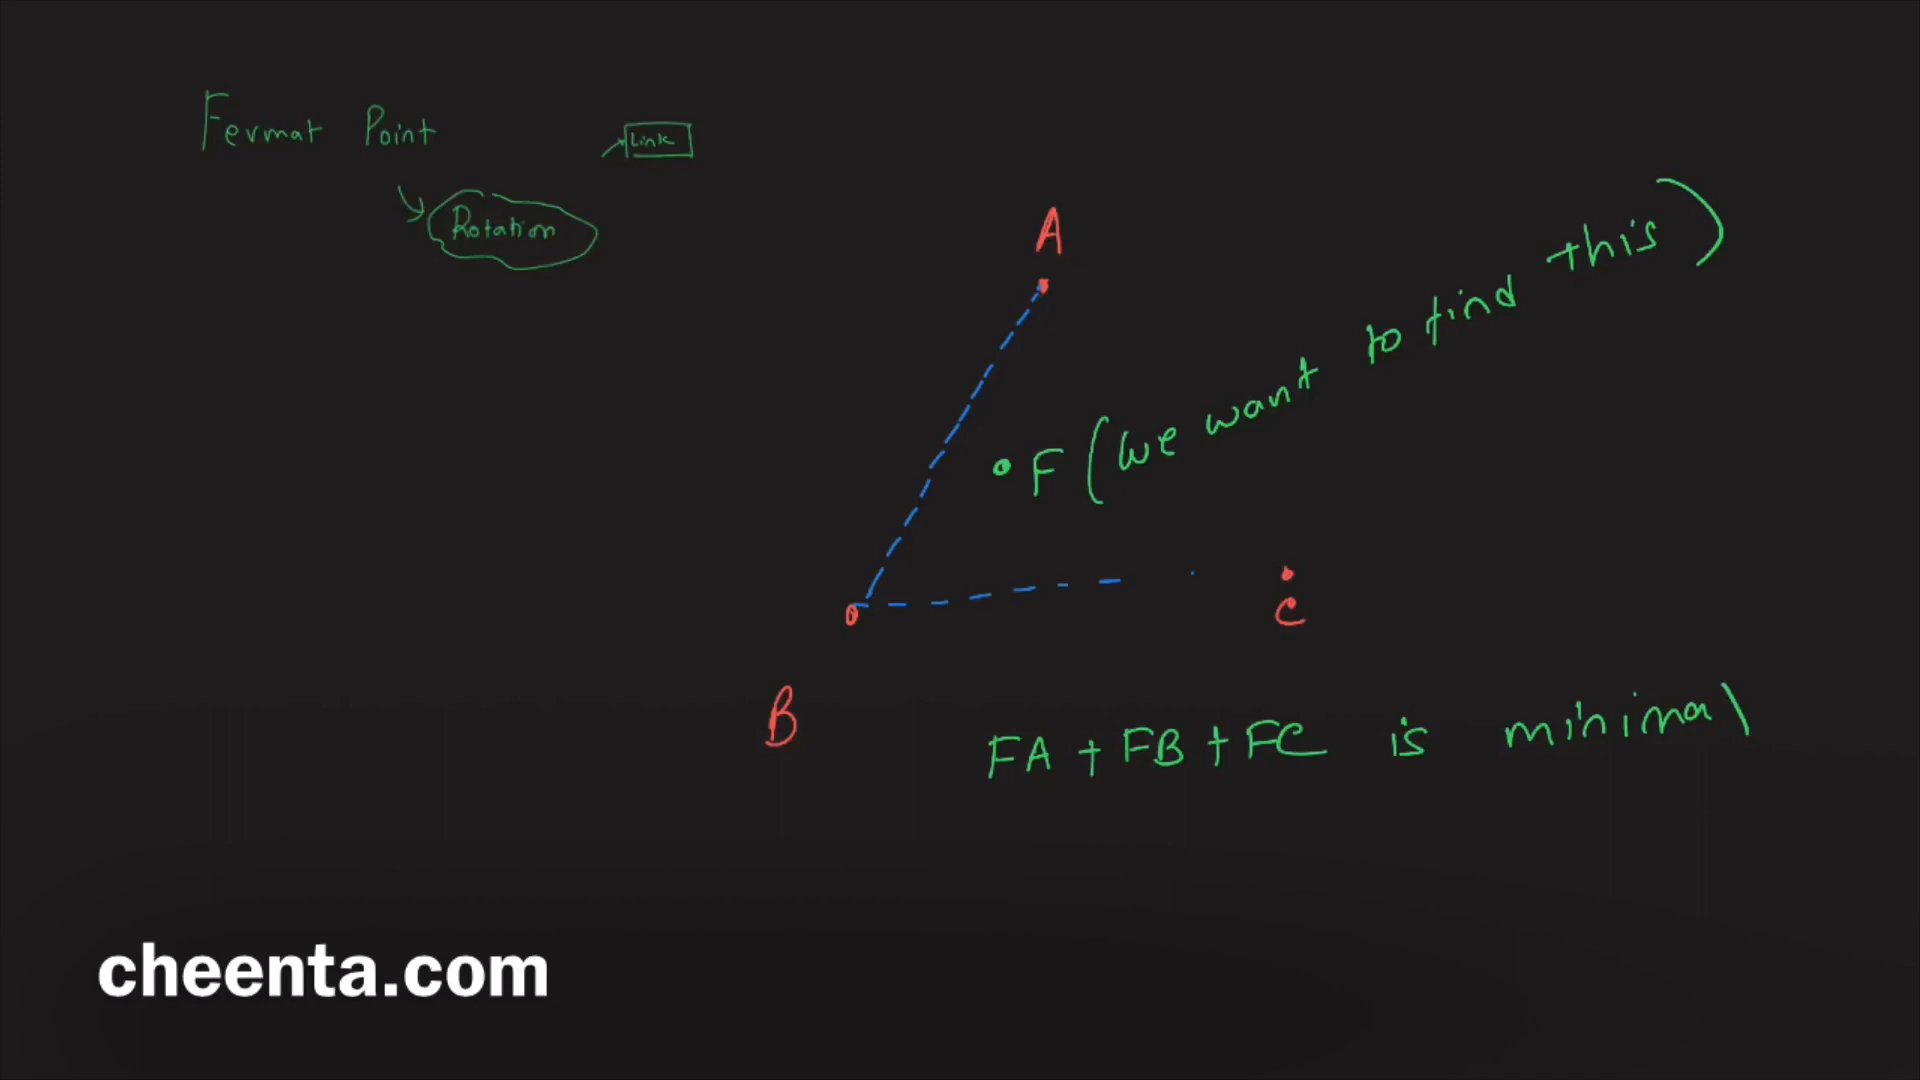 Fermat Point
Link
Rotation
A
F (we want to find this)
C
B
FA + FB + FC is minimal
cheenta.com